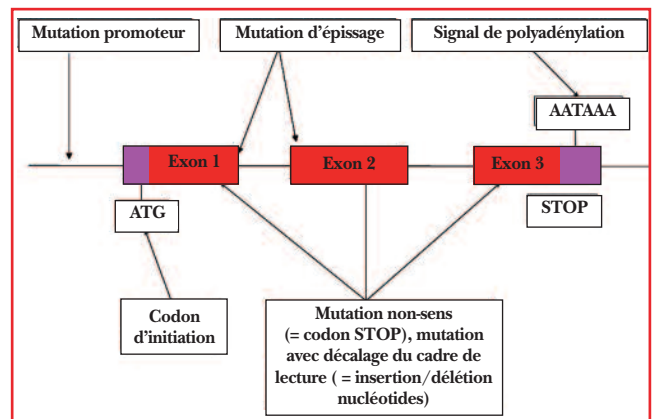 Mutation promoteur
Mutation d'épissage
Signal de polyadénylation
AATAAA
Exon 1
Exon 2
Exon 3
ATG
STOP
Codon
d'initiation
Mutation non-sens
(= codon STOP), mutation
avec décalage du cadre de
lecture ( = insertion/délétion
nucléotides)